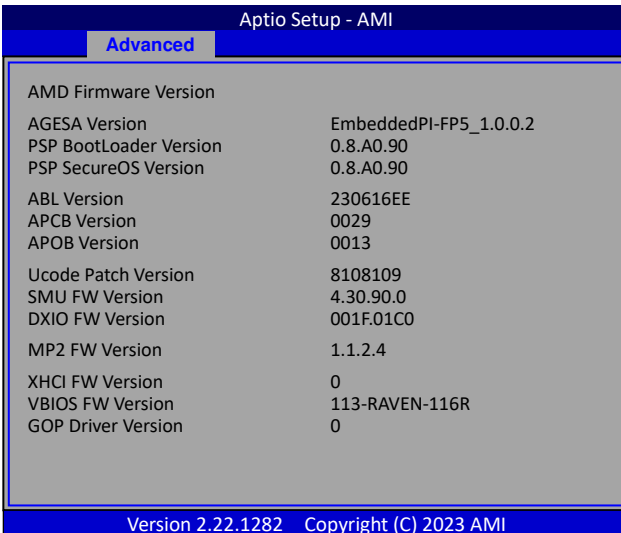 Aptio Setup - AMI
Advanced
AMD Firmware Version
AGESA Version EmbeddedPI-FP5_1.0.0.2
PSP BootLoader Version 0.8.A0.90
PSP SecureOS Version 0.8.A0.90
ABL Version 230616EE
APCB Version 0029
APOB Version 0013
Ucode Patch Version 8108109
SMU FW Version 4.30.90.0
DXIO FW Version 001F.01C0
MP2 FW Version 1.1.2.4
XHCI FW Version 0
VBIOS FW Version 113-RAVEN-116R
GOP Driver Version 0
Version 2.22.1282 Copyright (C) 2023 AMI